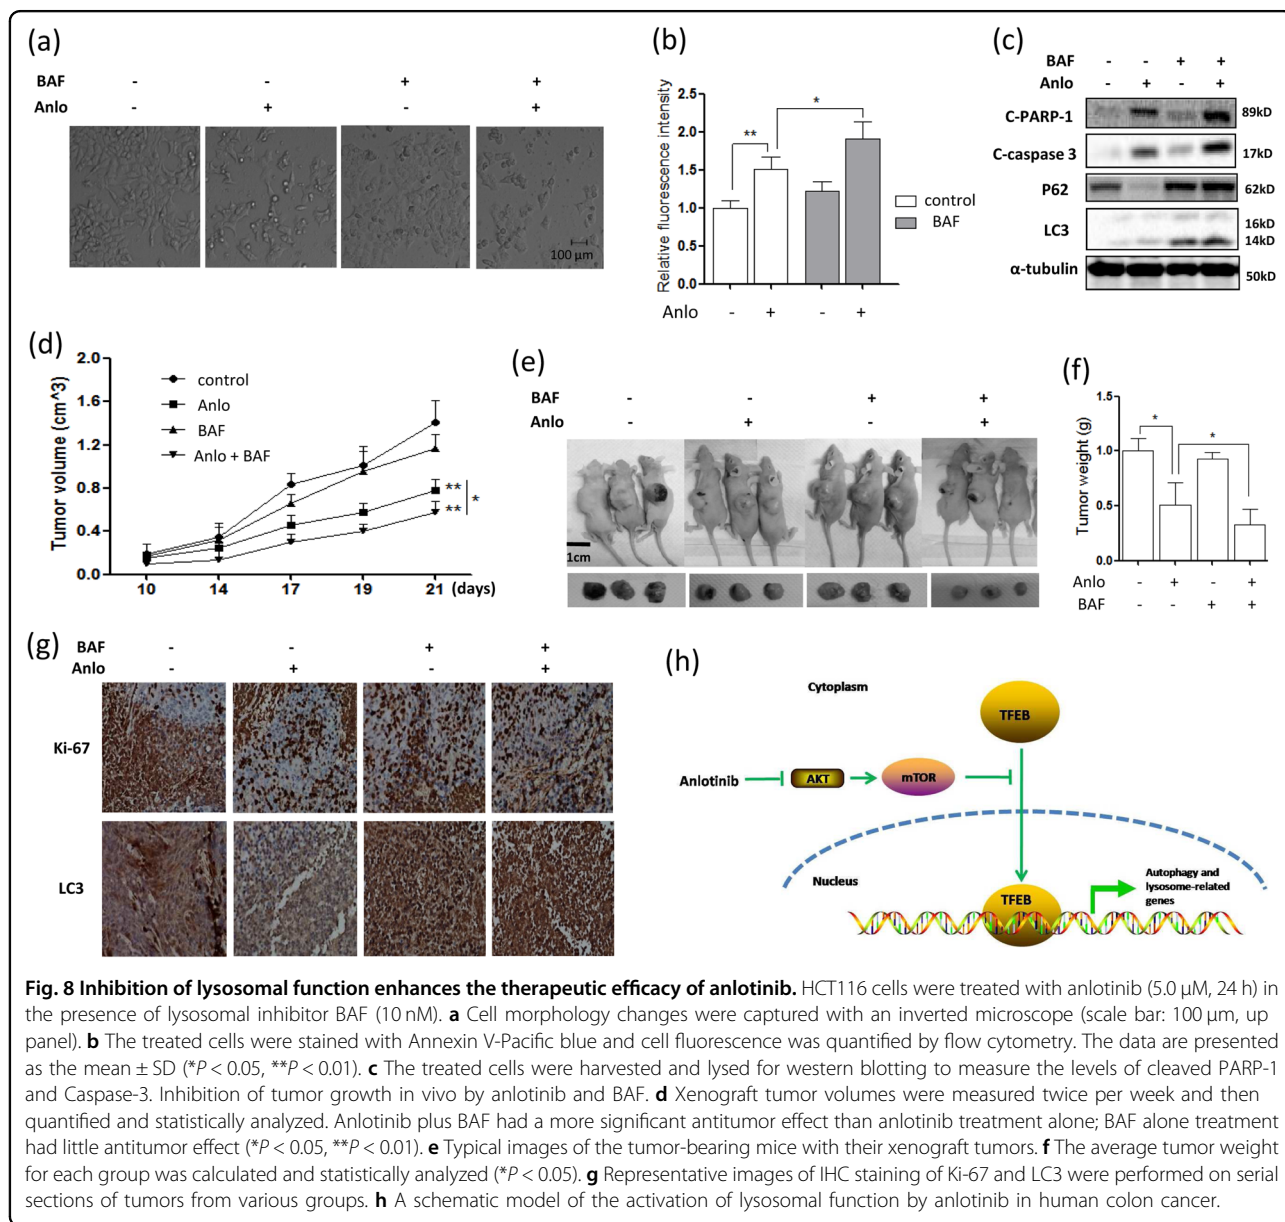 (a)
BAF - - + +
Anlo - + - +
100 µm
(b)
Relative fluorescence intensity
2.5
2.0
1.5
1.0
0.5
0.0
**
*
control
BAF
Anlo - + - +
(c)
BAF - - + +
Anlo - + - +
C-PARP-1 89kD
C-caspase 3 17kD
P62 62kD
LC3 16kD
14kD
α-tubulin 50kD
(d)
Tumor volume (cm^3)
2.0
1.6
1.2
0.8
0.4
0.0
control
Anlo
BAF
Anlo + BAF
**
**
*
10 14 17 19 21 (days)
(e)
BAF - - + +
Anlo - + - +
1cm
(f)
Tumor weight (g)
1.5
1.0
0.5
0.0
*
*
Anlo - + - +
BAF - - + +
(g)
BAF - - + +
Anlo - + - +
Ki-67
LC3
(h)
Cytoplasm
TFEB
Anlotinib
AKT
mTOR
Nucleus
TFEB
Autophagy and
lysosome-related
genes
Fig. 8 Inhibition of lysosomal function enhances the therapeutic efficacy of anlotinib. HCT116 cells were treated with anlotinib (5.0 µM, 24 h) in
the presence of lysosomal inhibitor BAF (10 nM). a Cell morphology changes were captured with an inverted microscope (scale bar: 100 µm, up
panel). b The treated cells were stained with Annexin V-Pacific blue and cell fluorescence was quantified by flow cytometry. The data are presented
as the mean ± SD (*P < 0.05, **P < 0.01). c The treated cells were harvested and lysed for western blotting to measure the levels of cleaved PARP-1
and Caspase-3. Inhibition of tumor growth in vivo by anlotinib and BAF. d Xenograft tumor volumes were measured twice per week and then
quantified and statistically analyzed. Anlotinib plus BAF had a more significant antitumor effect than anlotinib treatment alone; BAF alone treatment
had little antitumor effect (*P < 0.05, **P < 0.01). e Typical images of the tumor-bearing mice with their xenograft tumors. f The average tumor weight
for each group was calculated and statistically analyzed (*P < 0.05). g Representative images of IHC staining of Ki-67 and LC3 were performed on serial
sections of tumors from various groups. h A schematic model of the activation of lysosomal function by anlotinib in human colon cancer.